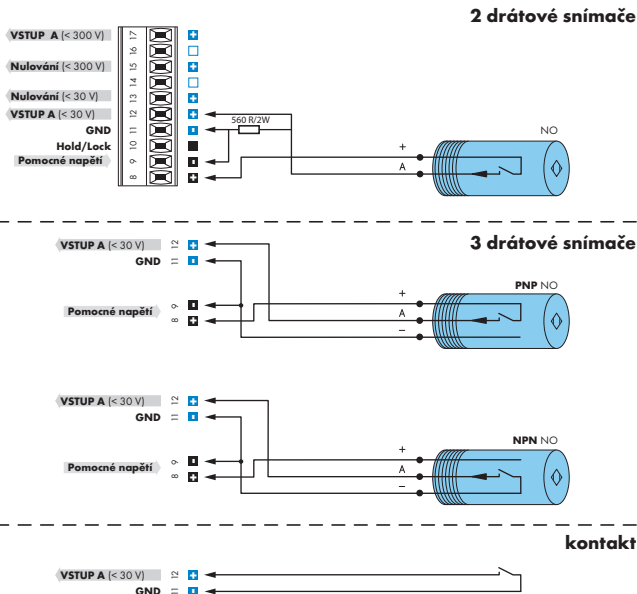 2 drátové snímače
VSTUP A (< 300 V) 17
16
Nulování (< 300 V) 15
14
Nulování (< 30 V) 13
VSTUP A (< 30 V) 12
GND 11
Hold/Lock 10
Pomocné napětí 9
8
560 R/2W
NO
+
A
3 drátové snímače
VSTUP A (< 30 V) 12
GND 11
Pomocné napětí 9
8
PNP NO
+
A
–
VSTUP A (< 30 V) 12
GND 11
Pomocné napětí 9
8
NPN NO
+
A
–
kontakt
VSTUP A (< 30 V) 12
GND 11